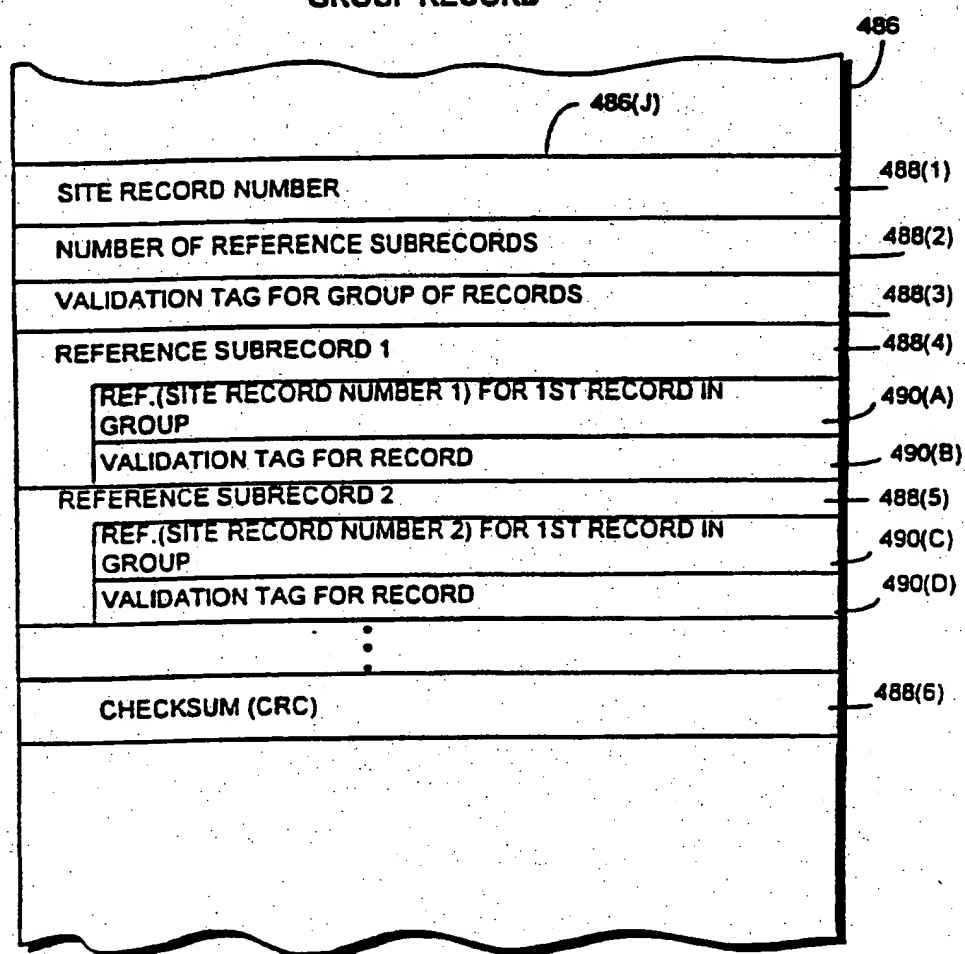 GROUP RECORD
486
486(J)
SITE RECORD NUMBER 488(1)
NUMBER OF REFERENCE SUBRECORDS 488(2)
VALIDATION TAG FOR GROUP OF RECORDS 488(3)
REFERENCE SUBRECORD 1 488(4)
REF.(SITE RECORD NUMBER 1) FOR 1ST RECORD IN
GROUP 490(A)
VALIDATION TAG FOR RECORD 490(B)
REFERENCE SUBRECORD 2 488(5)
REF.(SITE RECORD NUMBER 2) FOR 1ST RECORD IN
GROUP 490(C)
VALIDATION TAG FOR RECORD 490(D)
CHECKSUM (CRC) 488(6)